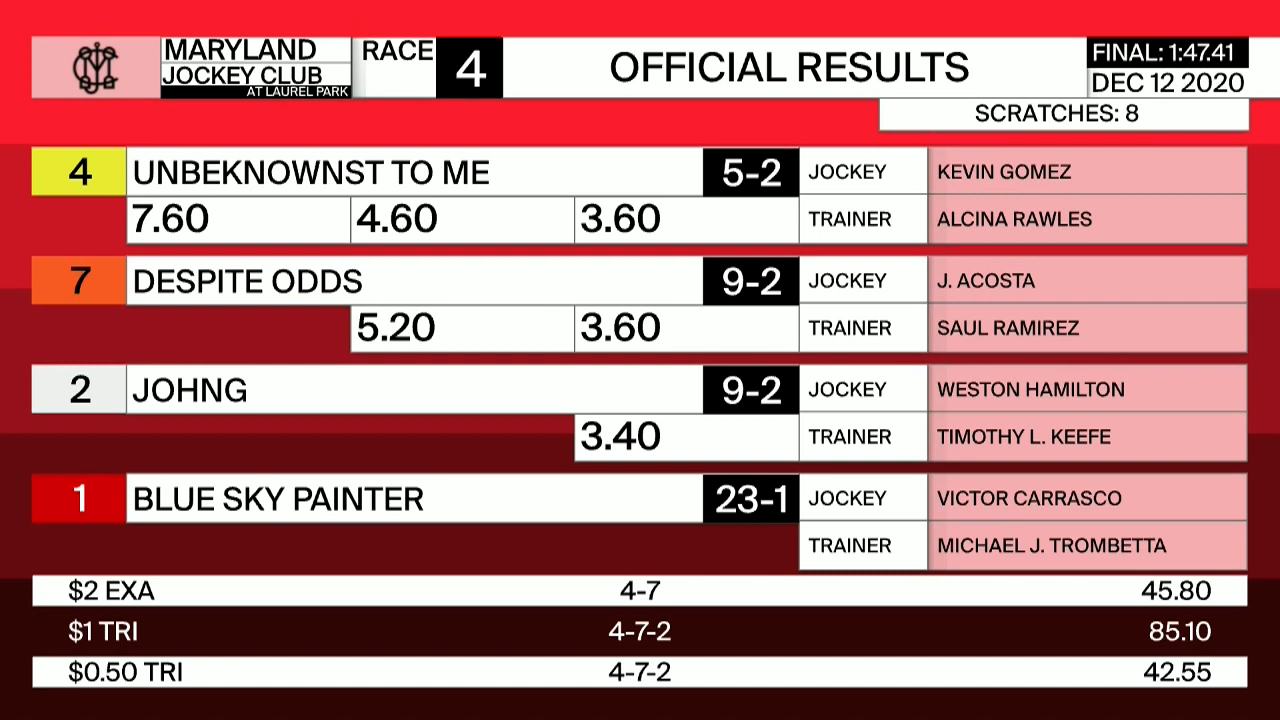 MARYLAND
JOCKEY CLUB
AT LAUREL PARK
RACE 4
OFFICIAL RESULTS
FINAL: 1:47.41
DEC 12 2020
SCRATCHES: 8
4 UNBEKNOWNST TO ME 5-2 JOCKEY KEVIN GOMEZ
7.60 4.60 3.60 TRAINER ALCINA RAWLES
7 DESPITE ODDS 9-2 JOCKEY J. ACOSTA
5.20 3.60 TRAINER SAUL RAMIREZ
2 JOHNG 9-2 JOCKEY WESTON HAMILTON
3.40 TRAINER TIMOTHY L. KEEFE
1 BLUE SKY PAINTER 23-1 JOCKEY VICTOR CARRASCO
TRAINER MICHAEL J. TROMBETTA
$2 EXA 4-7 45.80
$1 TRI 4-7-2 85.10
$0.50 TRI 4-7-2 42.55